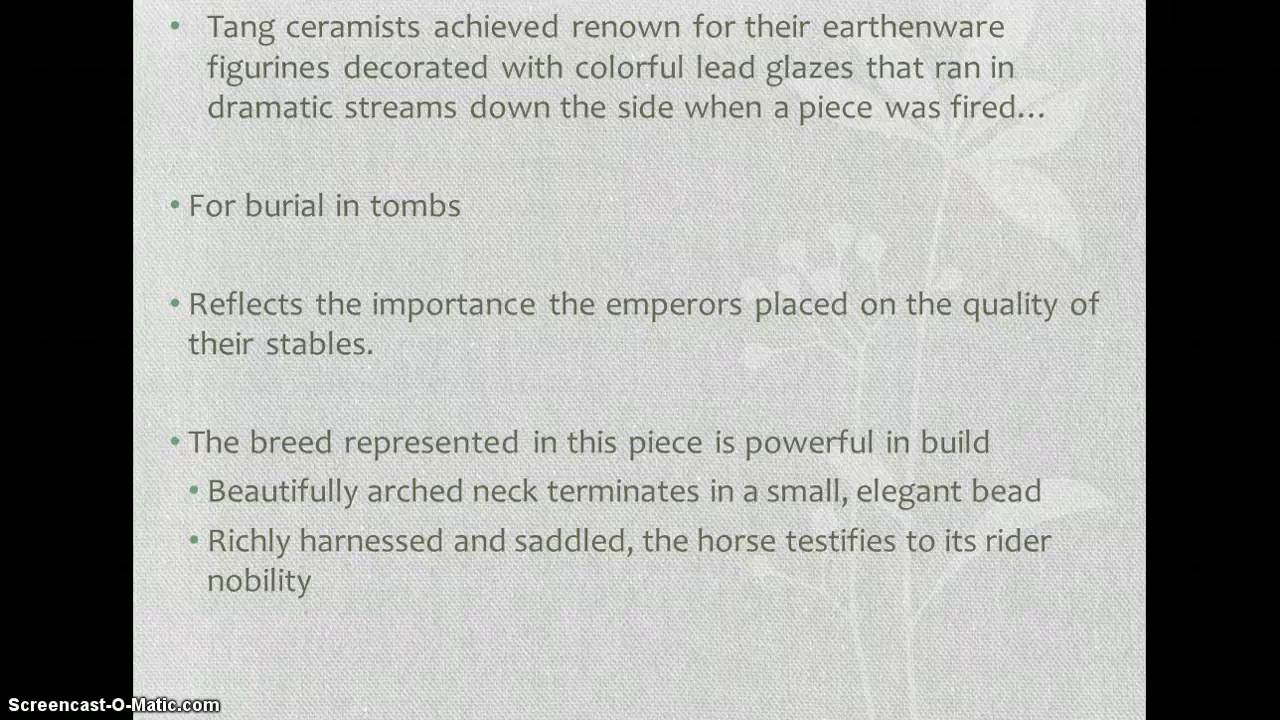 • Tang ceramists achieved renown for their earthenware
figurines decorated with colorful lead glazes that ran in
dramatic streams down the side when a piece was fired...
• For burial in tombs
• Reflects the importance the emperors placed on the quality of
their stables.
• The breed represented in this piece is powerful in build
• Beautifully arched neck terminates in a small, elegant bead
• Richly harnessed and saddled, the horse testifies to its rider
nobility
Screencast-O-Matic.com